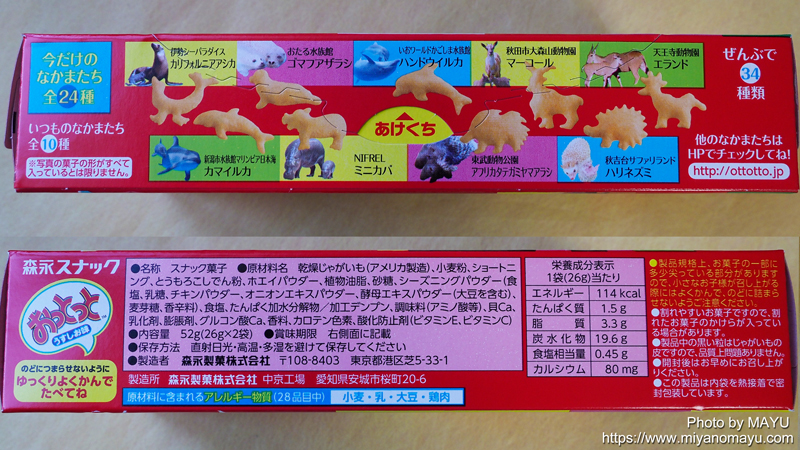 今だけの
なかまたち
全24種
いつものなかまたち
全10種
※写真の菓子の形がすべて
入っているとは限りません。
伊勢シーパラダイス
カリフォルニアアシカ
おたる水族館
ゴマフアザラシ
いおワールドかごしま水族館
ハンドウイルカ
秋田市大森山動物園
マーコール
天王寺動物園
エランド
ぜんぶで
34
種類
あけくち
新潟市水族館マリンピア日本海
カマイルカ
NIFREL
ミニカバ
東武動物公園
アフリカタテガミヤマアラシ
秋吉台サファリランド
ハリネズミ
他のなかまたちは
HPでチェックしてね!
http://ottotto.jp
森永スナック
おっとっと
うすしお味
のどにつまらせないように
ゆっくりよくかんで
たべてね
●名称 スナック菓子 ●原材料名 乾燥じゃがいも(アメリカ製造)、小麦粉、ショートニ
ング、とうもろこしでん粉、ホエイパウダー、植物油脂、砂糖、シーズニングパウダー(食
塩、乳糖、チキンパウダー、オニオンエキスパウダー、酵母エキスパウダー(大豆を含む)、
麦芽糖、香辛料)、食塩、たんぱく加水分解物/加工デンプン、調味料(アミノ酸等)、貝Ca、
乳化剤、膨脹剤、グルコン酸Ca、香料、カロテン色素、酸化防止剤(ビタミンE、ビタミンC)
●内容量 52g(26g×2袋) ●賞味期限 右側面に記載
●保存方法 直射日光・高温・多湿を避けて保存してください
●製造者 森永製菓株式会社 〒108-8403 東京都港区芝5-33-1
製造所 森永製菓株式会社 中京工場 愛知県安城市桜町20-6
原材料に含まれるアレルギー物質(28品目中) 小麦・乳・大豆・鶏肉
栄養成分表示
1袋(26g)当たり
エネルギー 114 kcal
たんぱく質 1.5 g
脂質 3.3 g
炭水化物 19.6 g
食塩相当量 0.45 g
カルシウム 80 mg
●製品規格上、お菓子の一部に
多少尖っている部分があります
ので、小さなお子様が召し上がる
際にはよくかんで、のどに詰まら
せないようご注意ください。
●割れやすいお菓子ですので、割
れたお菓子のかけらが入ってい
る場合があります。
●製品中の黒い粒はじゃがいもの
皮ですので、品質上問題ありません。
●開封後はお早めにお召し上が
りください。
●この製品は内袋を熱接着で密
封包装しています。
Photo by MAYU
https://www.miyanomayu.com